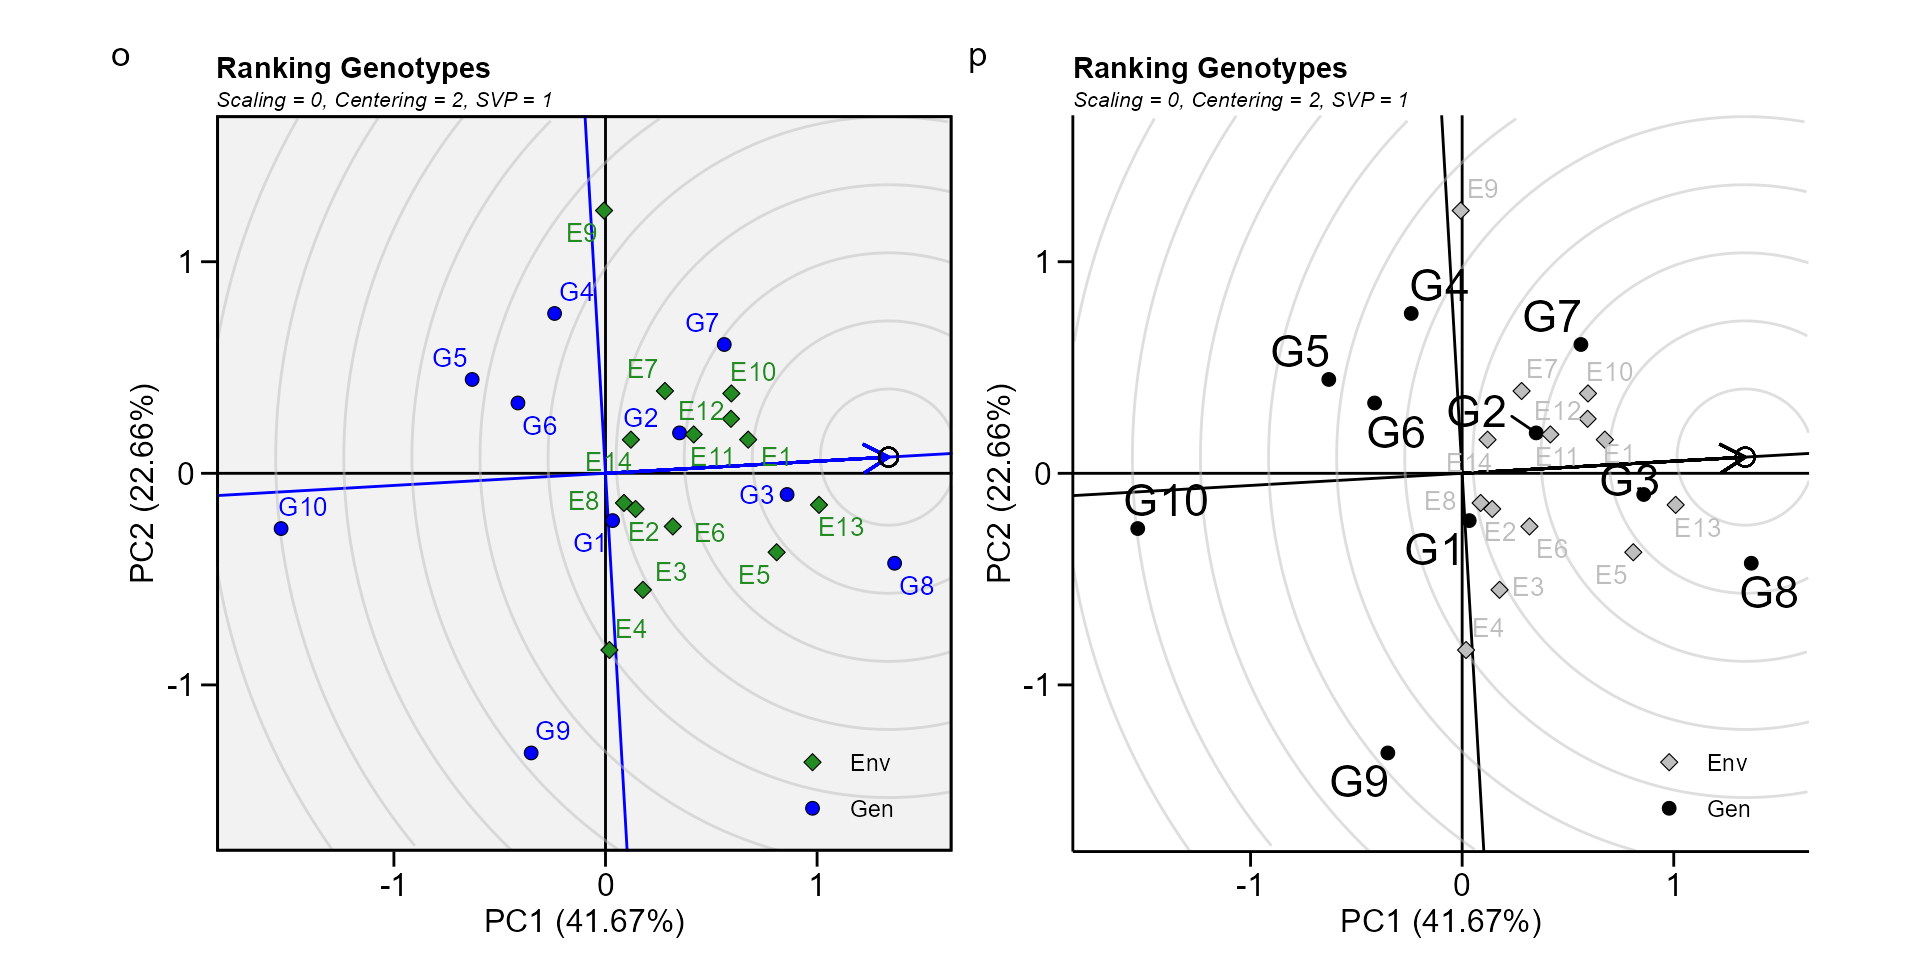 o
Ranking Genotypes
Scaling = 0, Centering = 2, SVP = 1
E9
G4
G7
G5
E7
E10
E12
G2
G6
E11
E1
E14
1
0
-1
PC2 (22.66%)
G3
E8
G10
E13
E2
E6
G1
E3
E5
G8
E4
G9
Env
Gen
-1
0
1
PC1 (41.67%)
p
Ranking Genotypes
Scaling = 0, Centering = 2, SVP = 1
E9
G4
G7
G5
E7
E10
E12
G2
G6
E11
E1
E14
1
0
-1
PC2 (22.66%)
G3
E8
G10
E13
E2
E6
G1
E3
E5
G8
E4
G9
Env
Gen
-1
0
1
PC1 (41.67%)